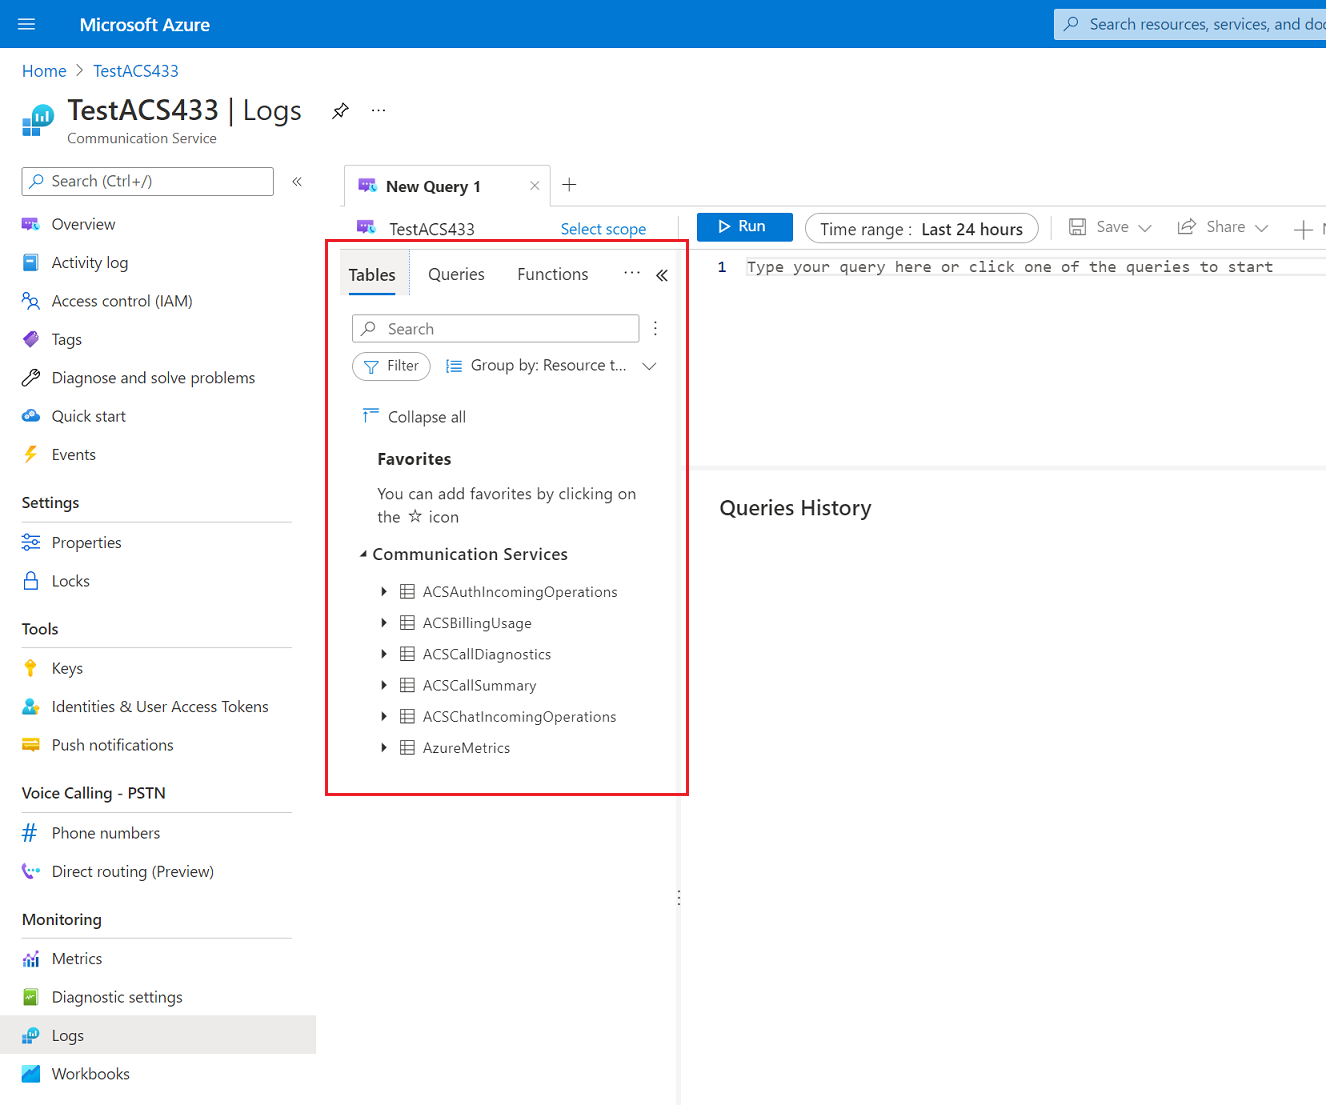 Microsoft Azure
Search resources, services, and doc
Home > TestACS433
TestACS433 | Logs
Communication Service
Search (Ctrl+/)
Overview
Activity log
Access control (IAM)
Tags
Diagnose and solve problems
Quick start
Events
Settings
Properties
Locks
Tools
Keys
Identities & User Access Tokens
Push notifications
Voice Calling - PSTN
Phone numbers
Direct routing (Preview)
Monitoring
Metrics
Diagnostic settings
Logs
Workbooks
New Query 1
TestACS433 Select scope
Run Time range : Last 24 hours Save Share
Tables Queries Functions
Search
Filter Group by: Resource t...
Collapse all
Favorites
You can add favorites by clicking on
the ☆ icon
Communication Services
ACSAuthIncomingOperations
ACSBillingUsage
ACSCallDiagnostics
ACSCallSummary
ACSChatIncomingOperations
AzureMetrics
1 Type your query here or click one of the queries to start
Queries History